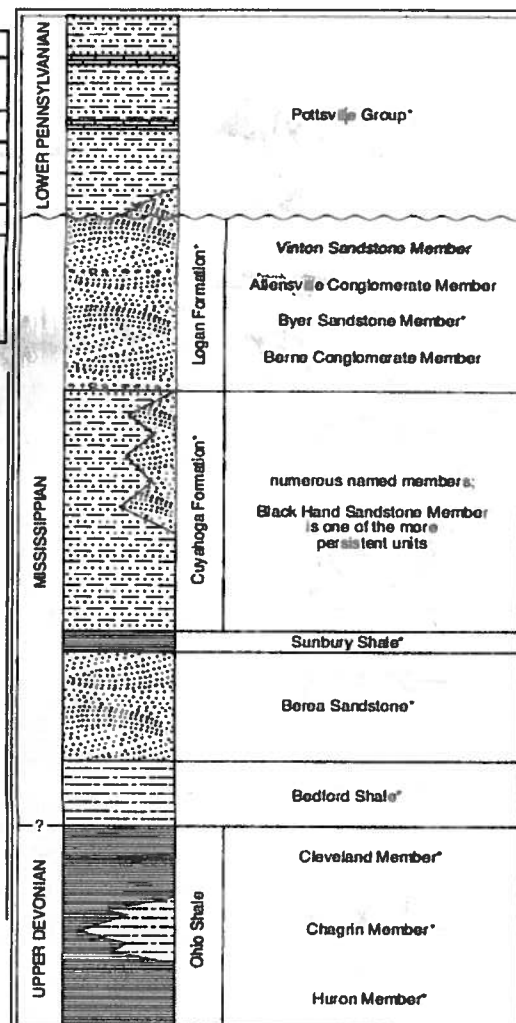 LOWER PENNSYLVANIAN
Pottsville Group*
MISSISSIPPIAN
Logan Formation*
Vinton Sandstone Member
Allensville Conglomerate Member
Byer Sandstone Member*
Berne Conglomerate Member
Cuyahoga Formation*
numerous named members;
Black Hand Sandstone Member
is one of the more
persistent units
Sunbury Shale*
Berea Sandstone*
Bedford Shale*
?
UPPER DEVONIAN
Ohio Shale
Cleveland Member*
Chagrin Member*
Huron Member*